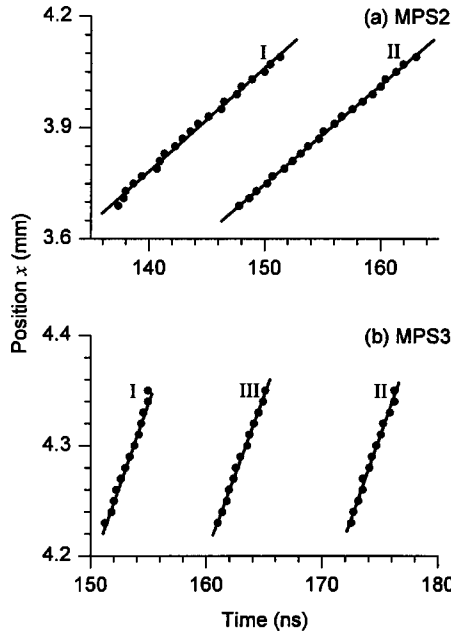 (a) MPS2
I
II
4.2
3.9
3.6
140
150
160
Position x (mm)
(b) MPS3
I
III
II
4.4
4.3
4.2
150
160
170
180
Time (ns)